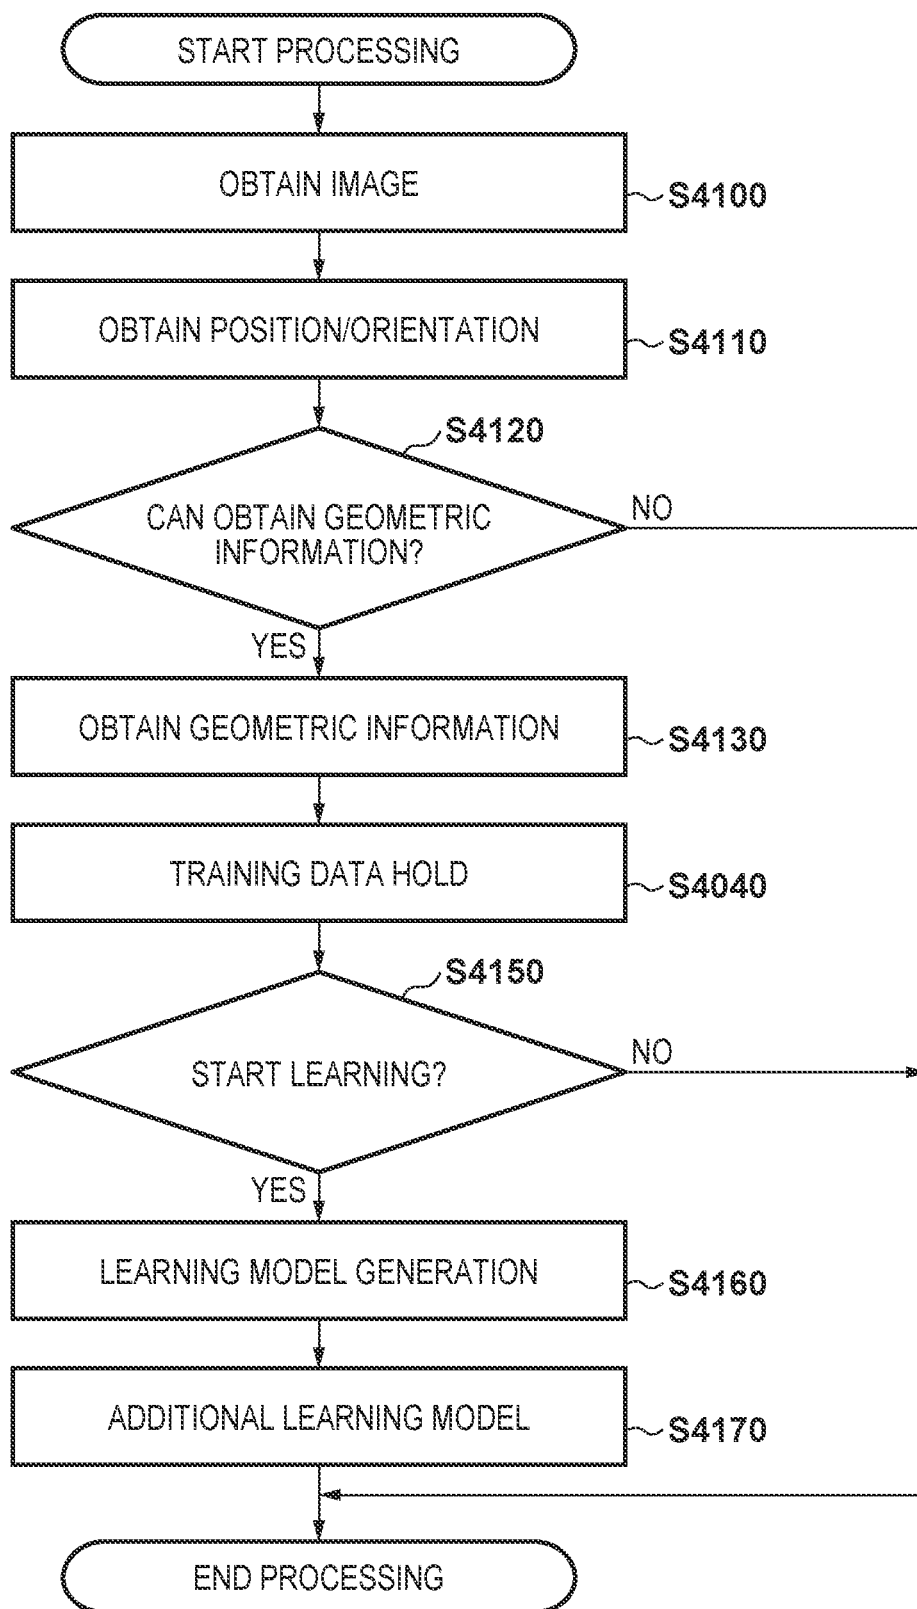 START PROCESSING
OBTAIN IMAGE
S4100
OBTAIN POSITION/ORIENTATION
S4110
S4120
CAN OBTAIN GEOMETRIC
INFORMATION?
NO
YES
OBTAIN GEOMETRIC INFORMATION
S4130
TRAINING DATA HOLD
S4040
S4150
START LEARNING?
NO
YES
LEARNING MODEL GENERATION
S4160
ADDITIONAL LEARNING MODEL
S4170
END PROCESSING